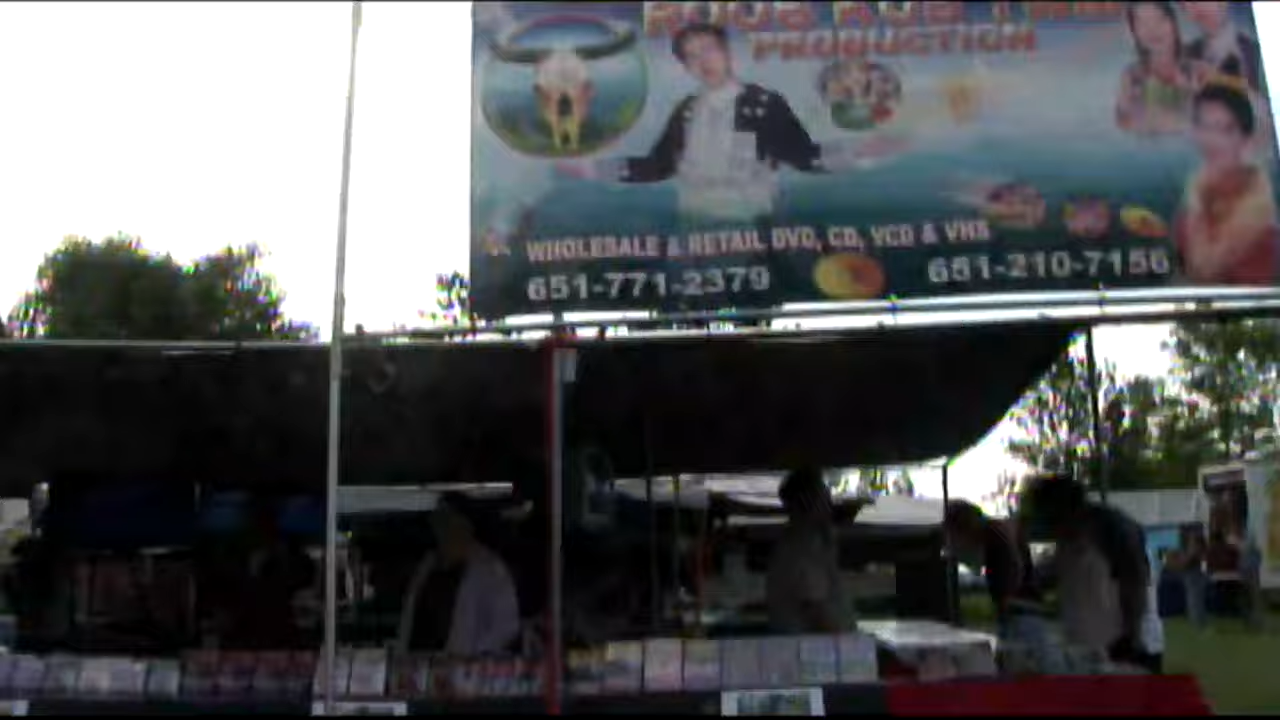 PRODUCTION
WHOLESALE & RETAIL DVD, CD, VCD & VHS
651-771-2379
651-210-7156